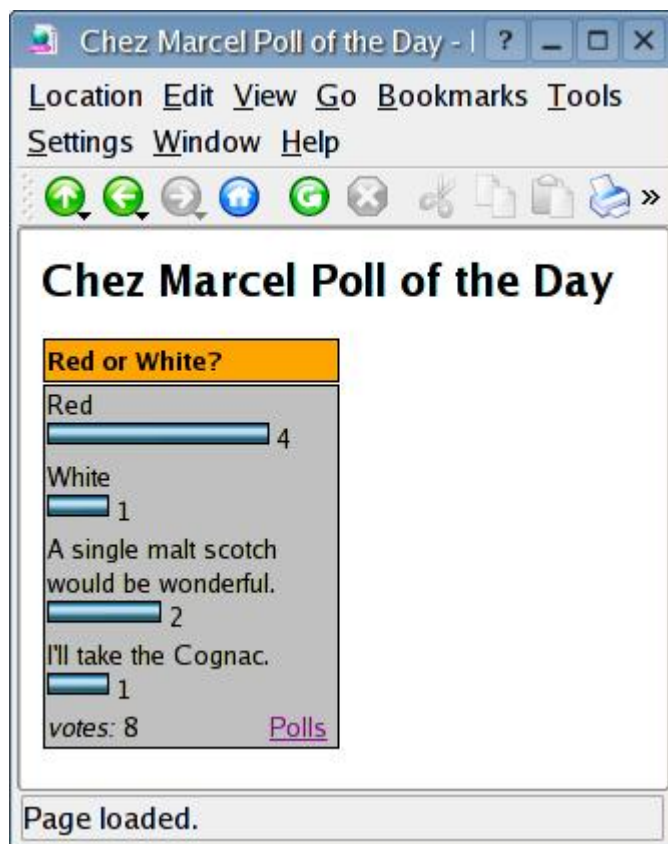 Chez Marcel Poll of the Day -
Location Edit View Go Bookmarks Tools
Settings Window Help
Chez Marcel Poll of the Day
Red or White?
Red
4
White
1
A single malt scotch
would be wonderful.
2
I'll take the Cognac.
1
votes: 8 Polls
Page loaded.